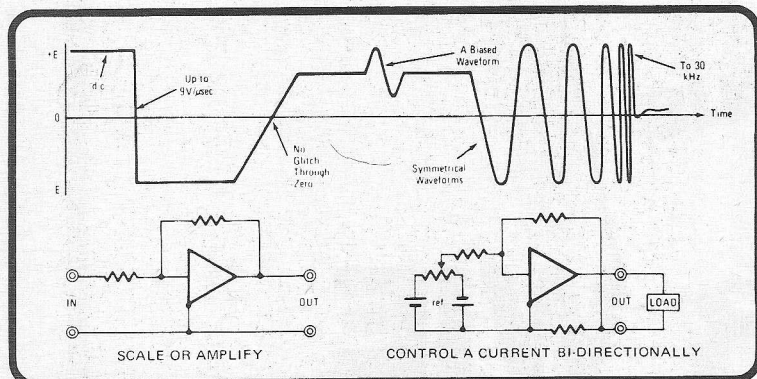 +E
d c
Up to
9V/µsec
0
E
No
Glitch
Through
Zero
A Biased
Waveform
Symmetrical
Waveforms
To 30
kHz.
Time
IN
OUT
SCALE OR AMPLIFY
ref
OUT
LOAD
CONTROL A CURRENT BI-DIRECTIONALLY